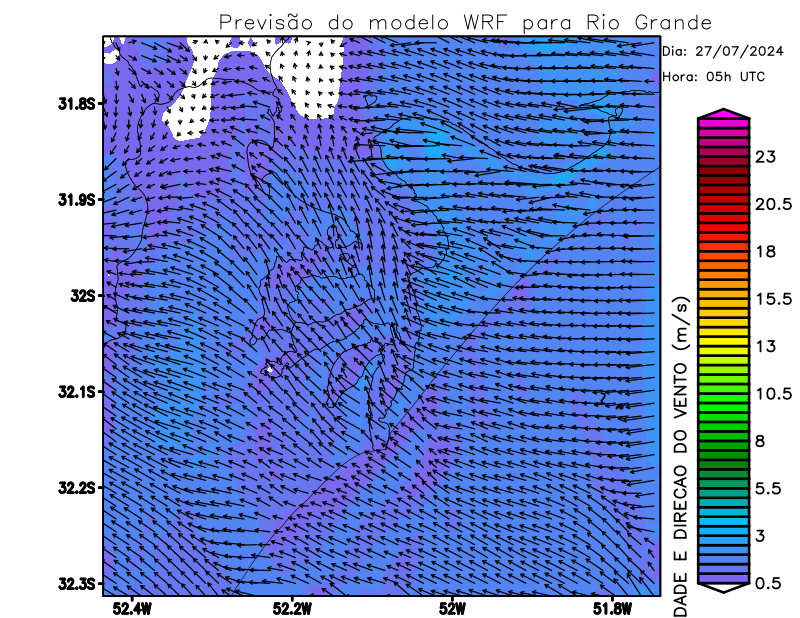 Previsão do modelo WRF para Rio Grande
Dia: 27/07/2024
Hora: 05h UTC
31.8S
31.9S
32S
32.1S
32.2S
32.3S
52.4W
52.2W
52W
51.8W
23
20.5
18
15.5
13
10.5
8
5.5
3
0.5
DADE E DIRECAO DO VENTO (m/s)